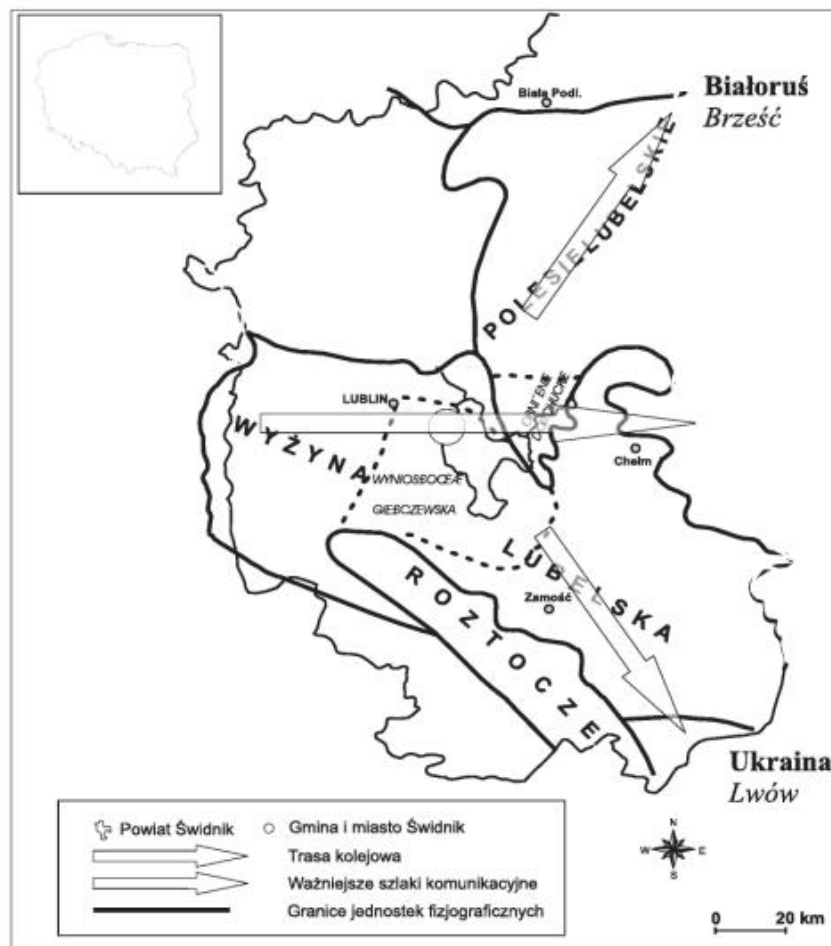 Białoruś
Brześć
Biała Podl.
POLESIE LUBELSKIE
LUBLIN
WYŻYNA
Chełm
GIEŁCZEWSKA
LUBELSKA
Zamość
ROZTOCZE
Ukraina
Lwów
Powiat Świdnik
Gmina i miasto Świdnik
Trasa kolejowa
Ważniejsze szlaki komunikacyjne
Granice jednostek fizjograficznych
N
W
E
S
0 20 km